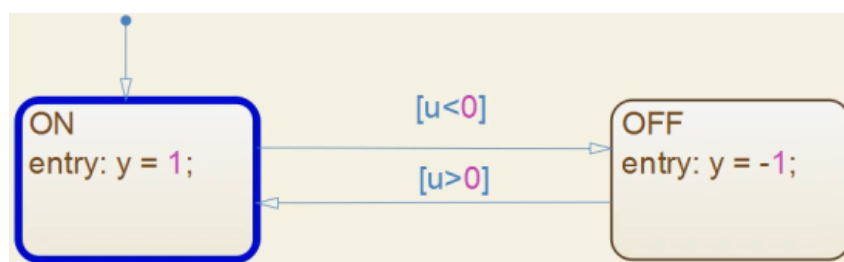 ON
entry: y = 1;
[u<0]
[u>0]
OFF
entry: y = -1;